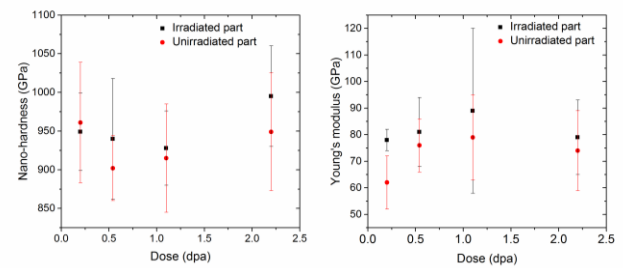 1100
1050
1000
950
900
850
Nano-hardness (GPa)
Irradiated part
Unirradiated part
0.0 0.5 1.0 1.5 2.0 2.5
Dose (dpa)
120
110
100
90
80
70
60
50
Young's modulus (GPa)
Irradiated part
Unirradiated part
0.0 0.5 1.0 1.5 2.0 2.5
Dose (dpa)